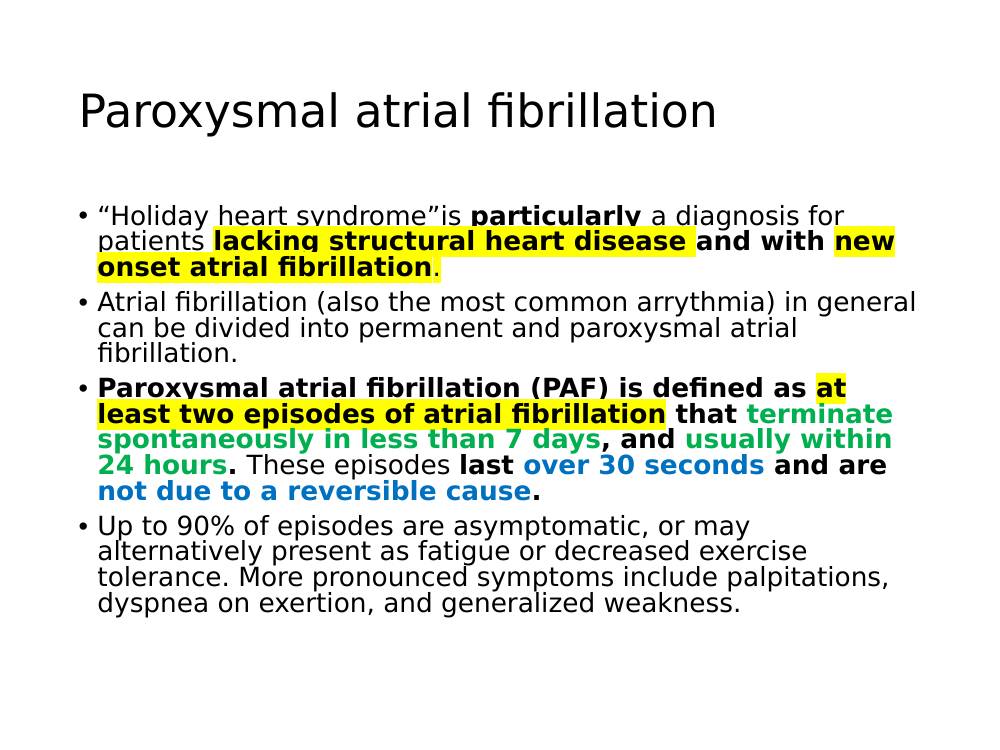 Paroxysmal atrial fibrillation
• “Holiday heart syndrome”is particularly a diagnosis for
patients lacking structural heart disease and with new
onset atrial fibrillation.
• Atrial fibrillation (also the most common arrythmia) in general
can be divided into permanent and paroxysmal atrial
fibrillation.
• Paroxysmal atrial fibrillation (PAF) is defined as at
least two episodes of atrial fibrillation that terminate
spontaneously in less than 7 days, and usually within
24 hours. These episodes last over 30 seconds and are
not due to a reversible cause.
• Up to 90% of episodes are asymptomatic, or may
alternatively present as fatigue or decreased exercise
tolerance. More pronounced symptoms include palpitations,
dyspnea on exertion, and generalized weakness.